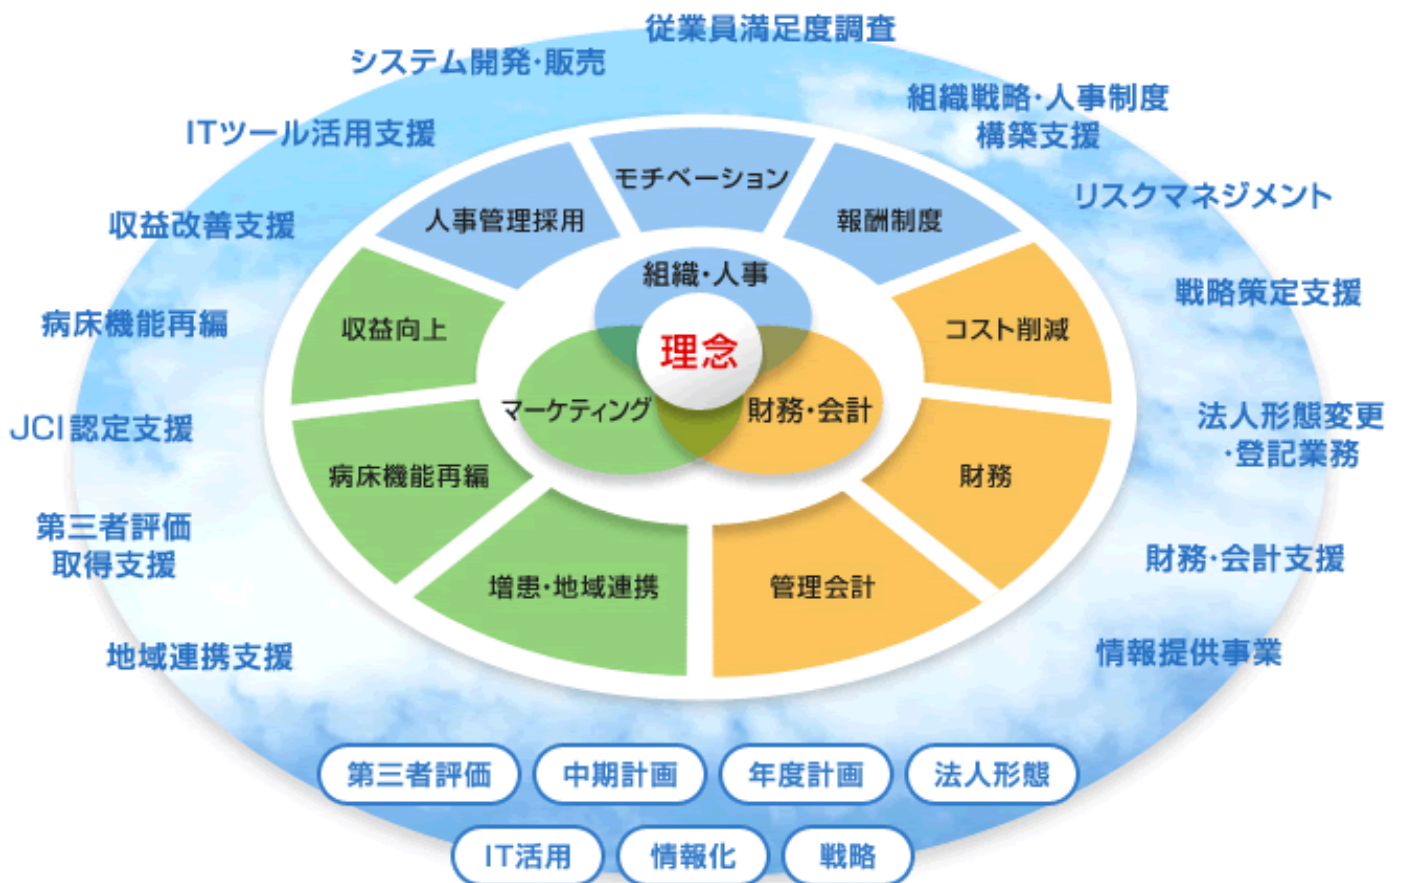 従業員満足度調査
システム開発・販売
組織戦略・人事制度
構築支援
ITツール活用支援
リスクマネジメント
収益改善支援
戦略策定支援
病床機能再編
法人形態変更
・登記業務
JCI認定支援
第三者評価
取得支援
財務・会計支援
地域連携支援
情報提供事業
モチベーション
人事管理採用
報酬制度
収益向上
コスト削減
病床機能再編
財務
増患・地域連携
管理会計
組織・人事
理念
マーケティング
財務・会計
第三者評価
中期計画
年度計画
法人形態
IT活用
情報化
戦略